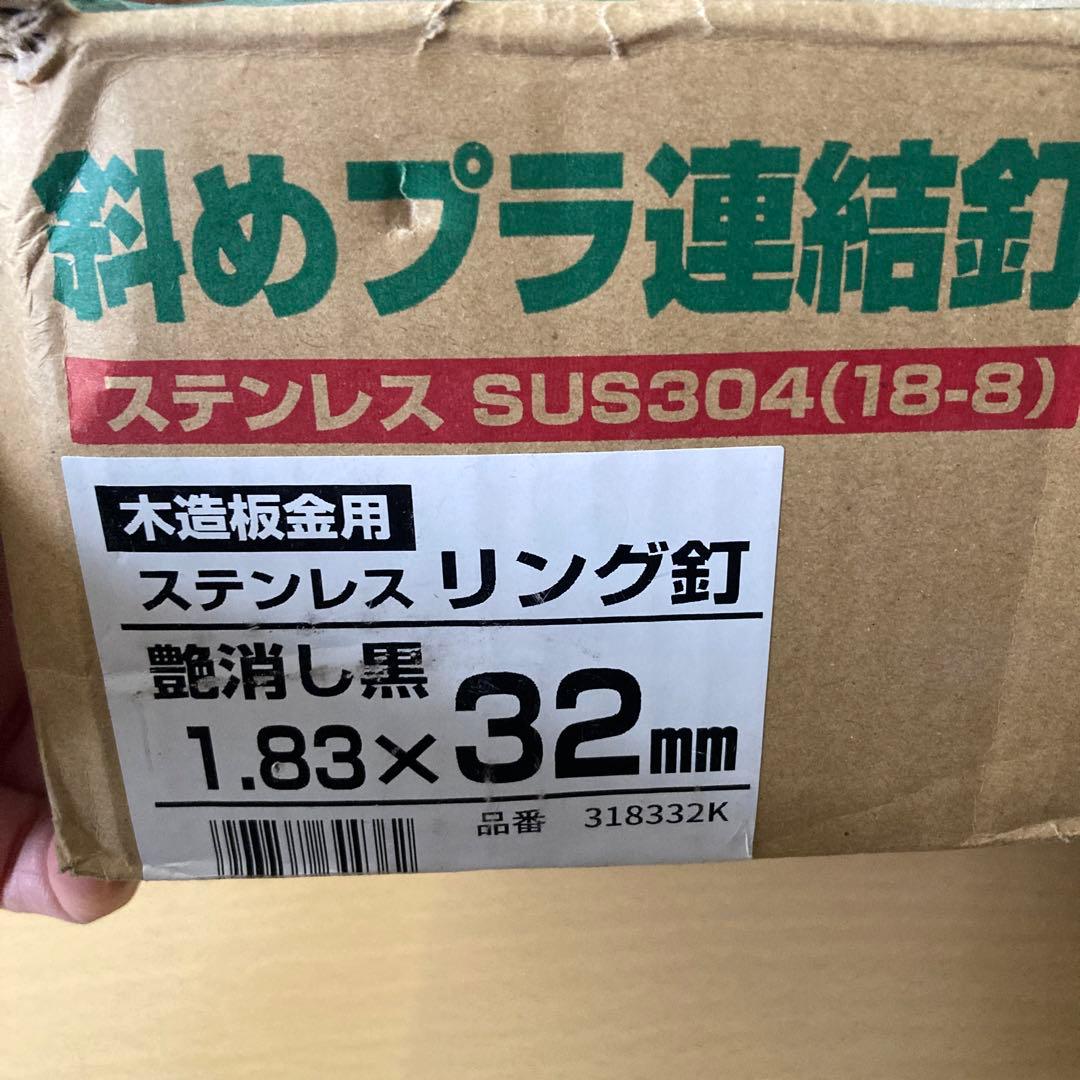 斜めプラ連結釘
ステンレス SUS304(18-8)
木造板金用
ステンレス リング釘
艶消し黒
1.83×32mm
品番 318332K